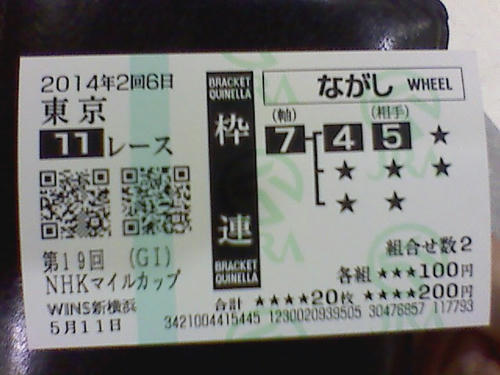 2014年2回6日
東京
11レース
第19回 (GI)
NHKマイルカップ
WINS新横浜
5月11日
BRACKET QUINELLA
枠連
BRACKET QUINELLA
ながし WHEEL
(軸) (相手)
7 4 5 ★
★ ★ ★
★ ★
組合せ数2
各組 ★★★100円
合計 ★★★★20枚 ★★★★200円
3421004415445 1230020939505 30476857 117793
JRA